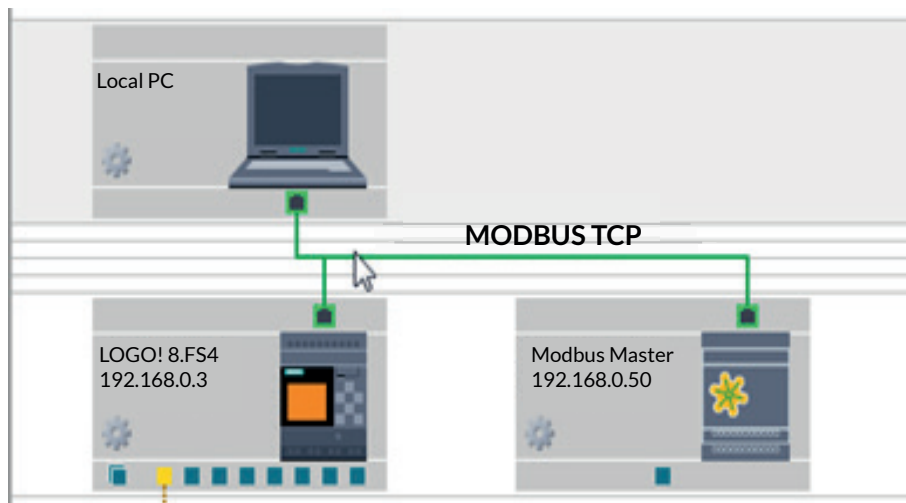 Local PC
MODBUS TCP
LOGO! 8.FS4
192.168.0.3
Modbus Master
192.168.0.50